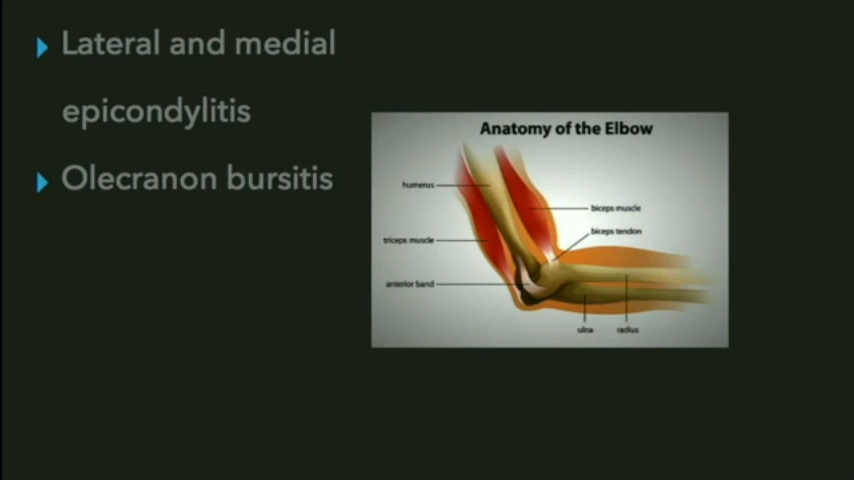 Lateral and medial
epicondylitis
Olecranon bursitis
Anatomy of the Elbow
humerus
biceps muscle
biceps tendon
triceps muscle
anterior band
ulna
radius